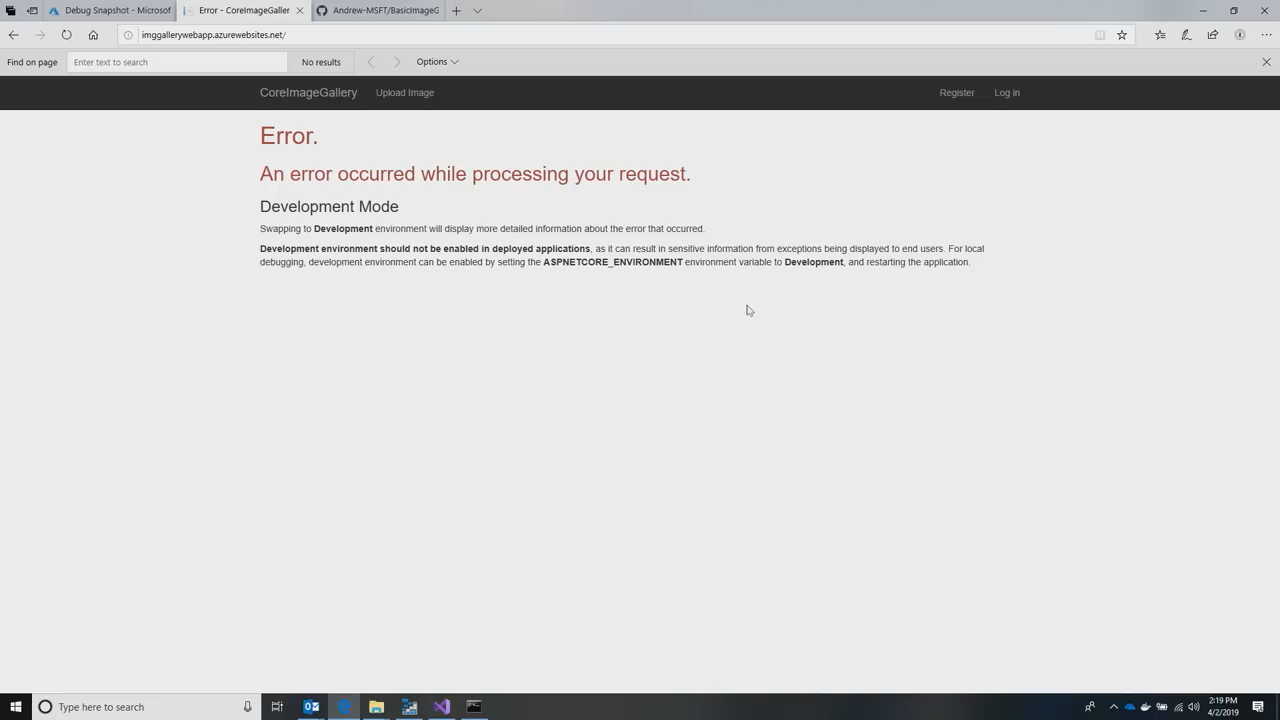 Debug Snapshot - Microsof
Error - CoreImageGaller
Andrew-MSFT/BasicImageG
imggallerywebapp.azurewebsites.net/
Find on page
Enter text to search
No results
Options
CoreImageGallery
Upload Image
Register
Log in
Error.
An error occurred while processing your request.
Development Mode
Swapping to Development environment will display more detailed information about the error that occurred.
Development environment should not be enabled in deployed applications, as it can result in sensitive information from exceptions being displayed to end users. For local
debugging, development environment can be enabled by setting the ASPNETCORE_ENVIRONMENT environment variable to Development, and restarting the application.
Type here to search
2:19 PM
4/2/2019